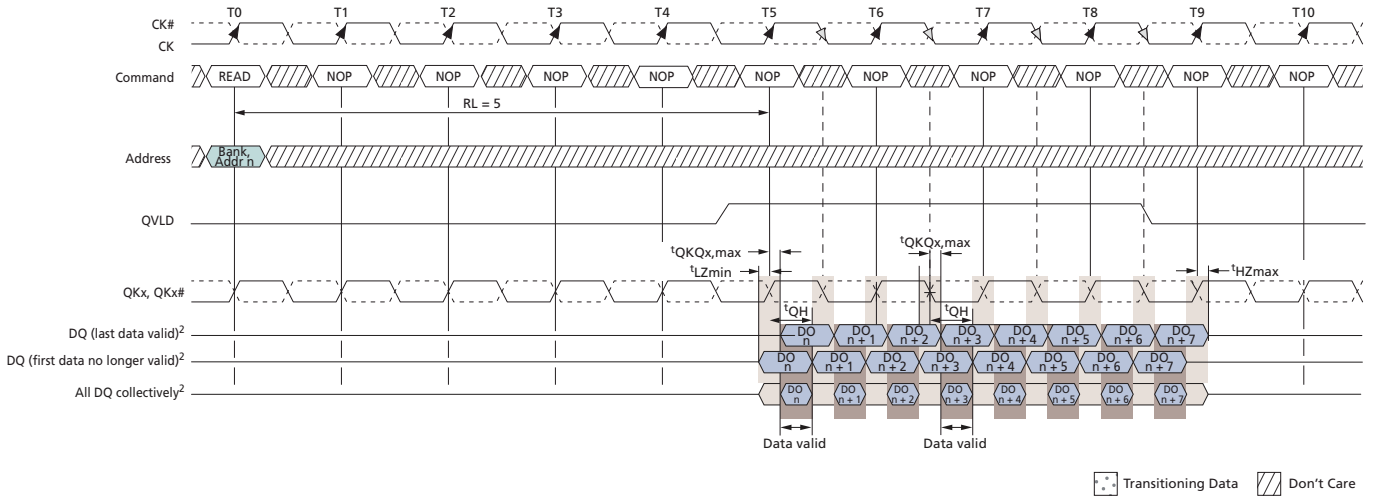 T0 T1 T2 T3 T4 T5 T6 T7 T8 T9 T10
CK#
CK
Command READ NOP NOP NOP NOP NOP NOP NOP NOP NOP NOP
RL = 5
Address Bank, Addr n
QVLD
tQKQx,max tQKQx,max
tLZmin tHZmax
QKx, QKx#
tQH tQH
DQ (last data valid)2 DO n DO n + 1 DO n + 2 DO n + 3 DO n + 4 DO n + 5 DO n + 6 DO n + 7
DQ (first data no longer valid)2 DO n DO n + 1 DO n + 2 DO n + 3 DO n + 4 DO n + 5 DO n + 6 DO n + 7
All DQ collectively2 DO n DO n + 1 DO n + 2 DO n + 3 DO n + 4 DO n + 5 DO n + 6 DO n + 7
Data valid Data valid
Transitioning Data Don't Care